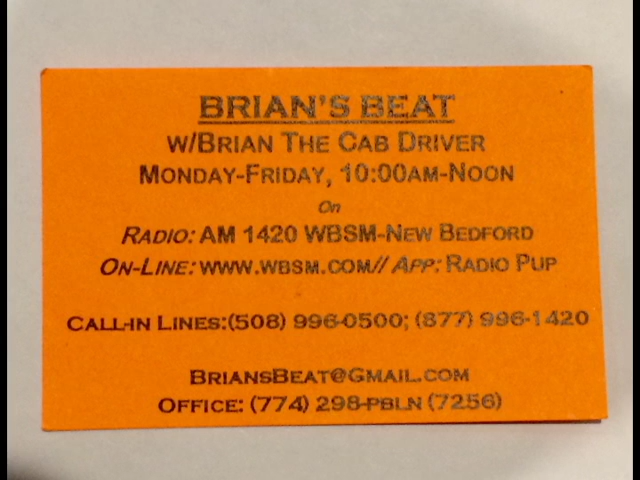 BRIAN'S BEAT
W/BRIAN THE CAB DRIVER
MONDAY-FRIDAY, 10:00AM-NOON
On
RADIO: AM 1420 WBSM-NEW BEDFORD
ON-LINE: WWW.WBSM.COM// APP: RADIO PUP
CALL-IN LINES:(508) 996-0500; (877) 996-1420
BRIANSBEAT@GMAIL.COM
OFFICE: (774) 298-PBLN (7256)